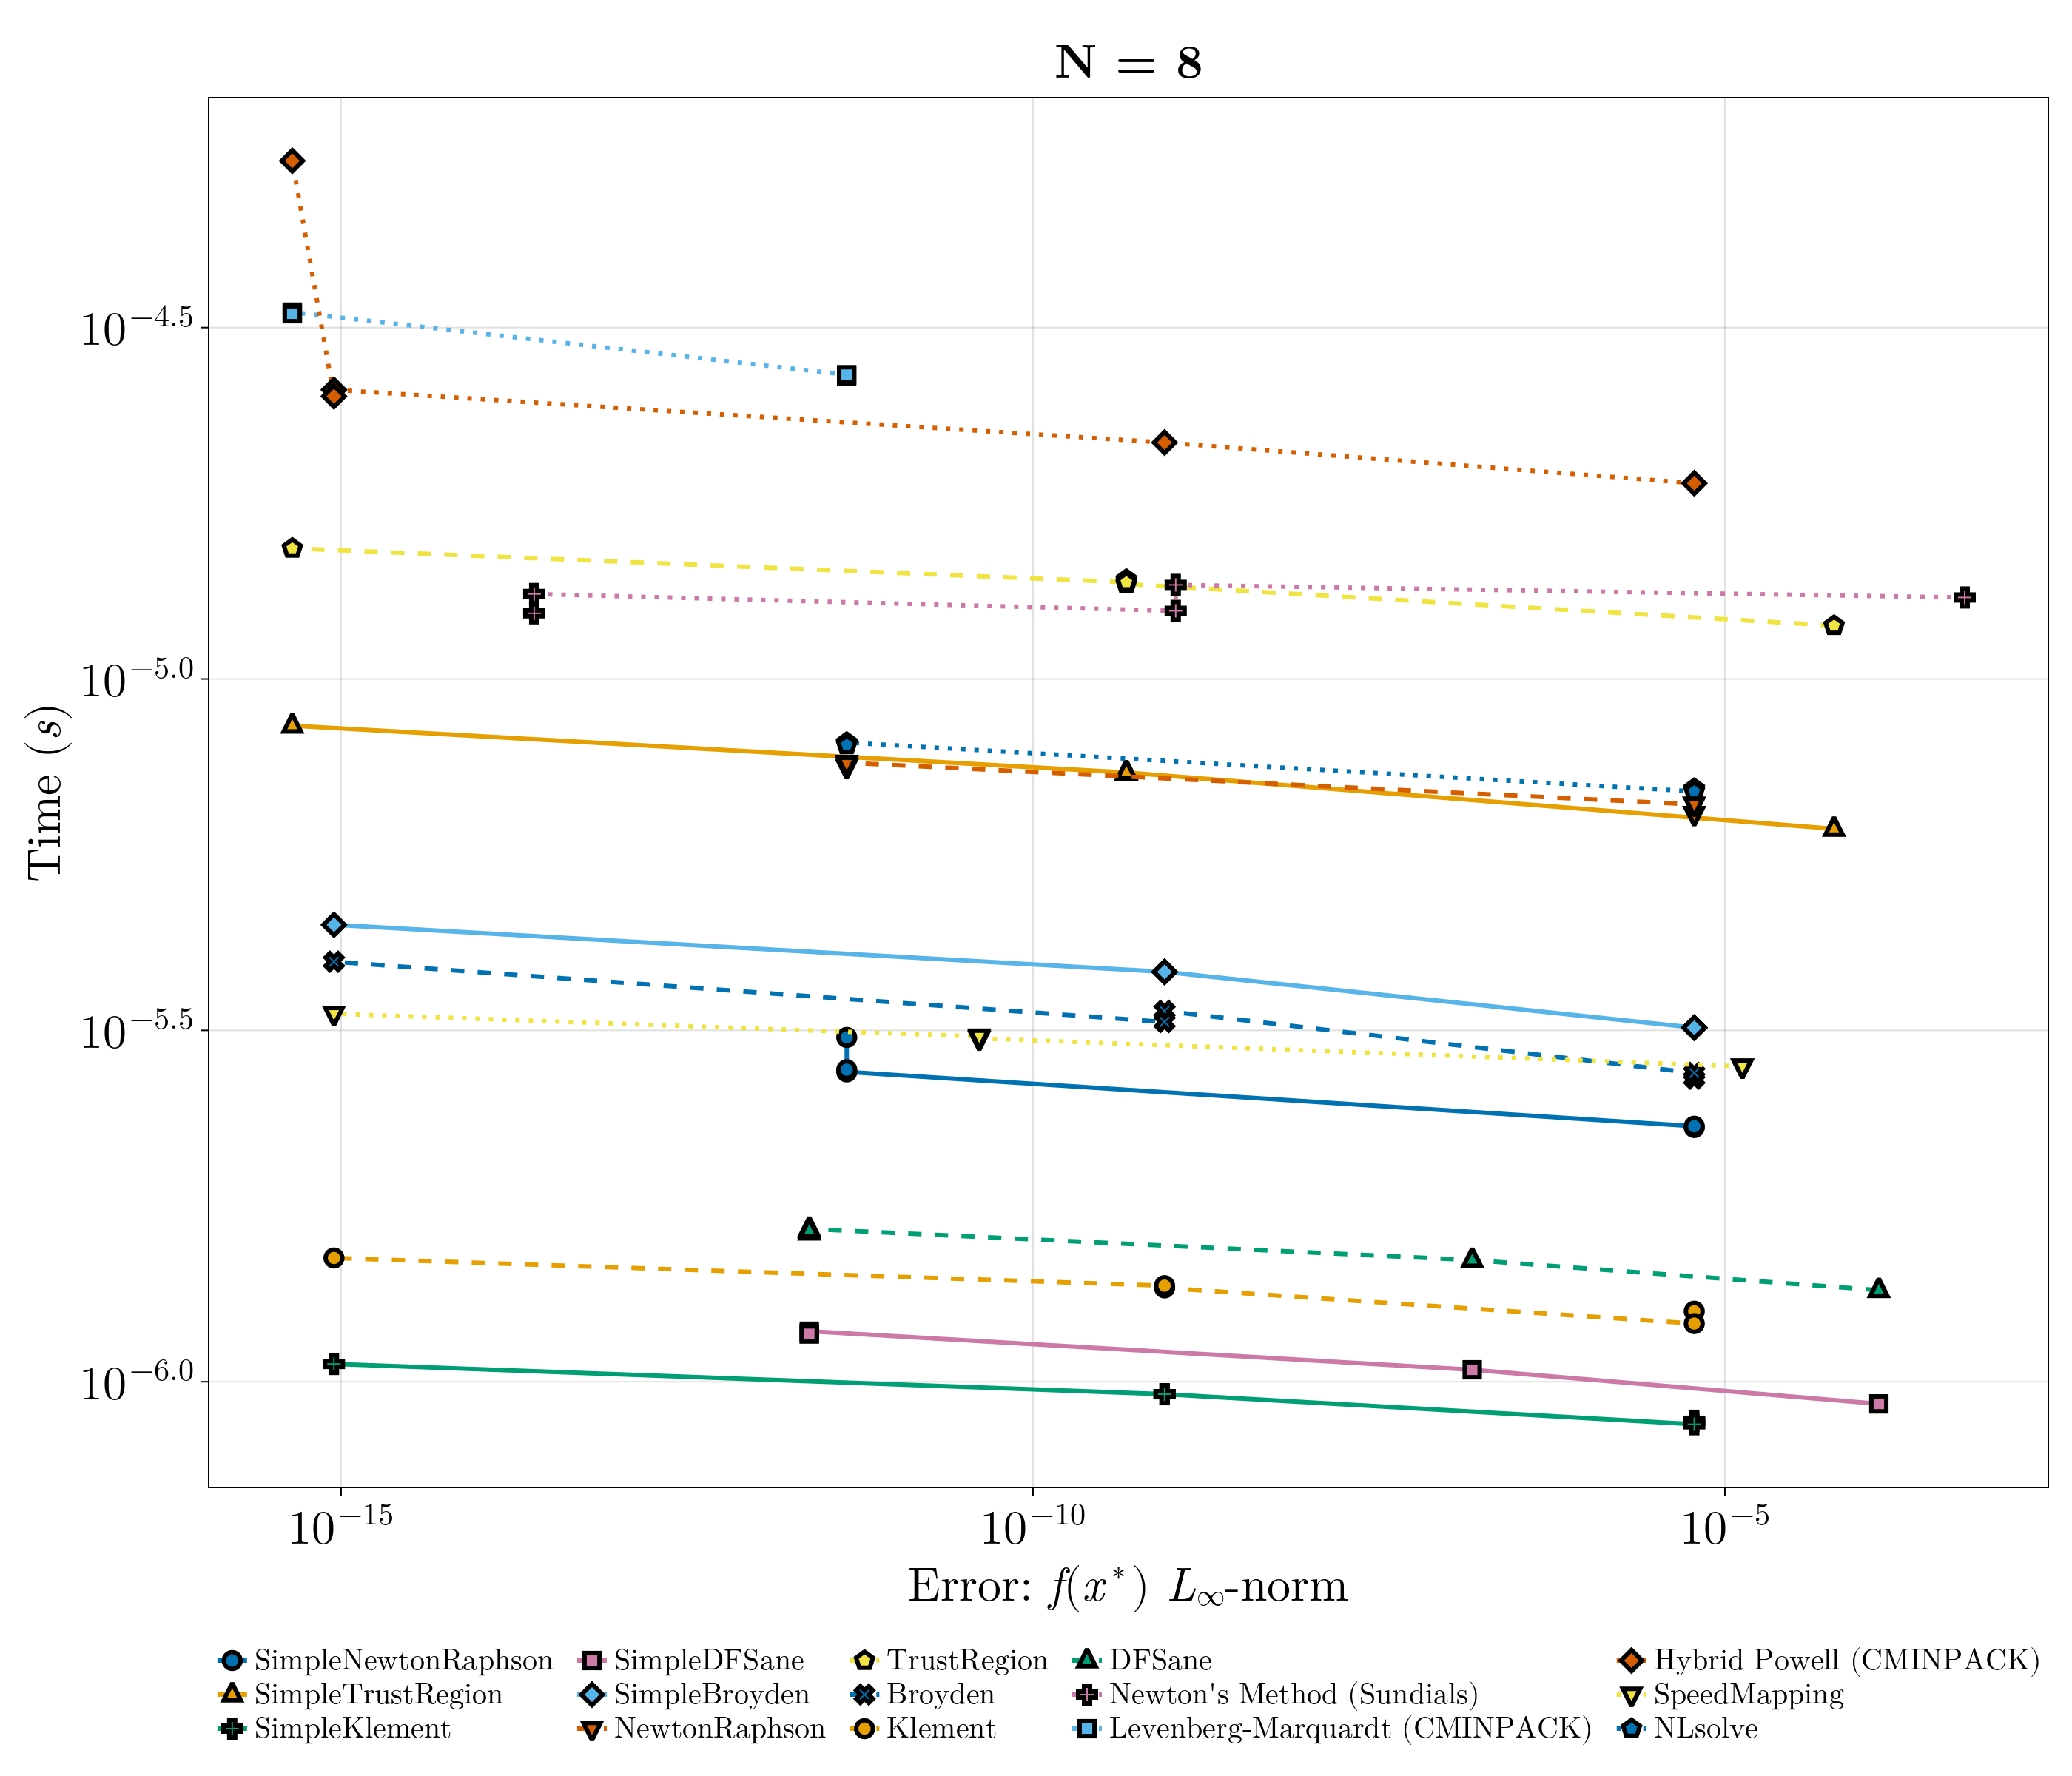 N = 8
10^{-4.5}
10^{-5.0}
10^{-5.5}
10^{-6.0}
Time (s)
10^{-15} 10^{-10} 10^{-5}
Error: f(x^*) L_∞-norm
SimpleNewtonRaphson SimpleDFSane TrustRegion DFSane Hybrid Powell (CMINPACK)
SimpleTrustRegion SimpleBroyden Broyden Newton's Method (Sundials) SpeedMapping
SimpleKlement NewtonRaphson Klement Levenberg-Marquardt (CMINPACK) NLsolve